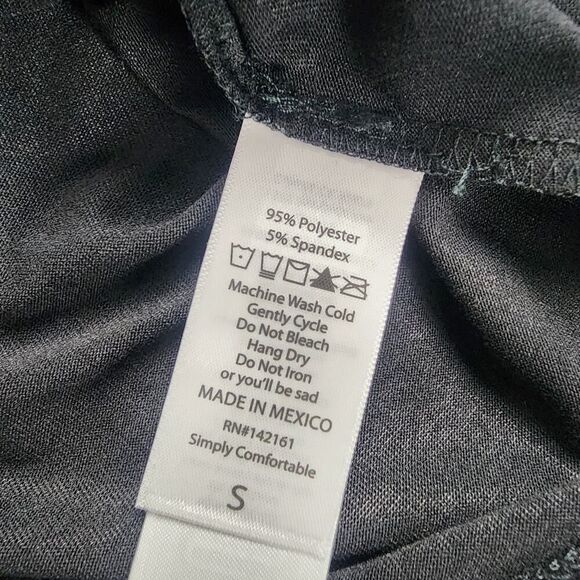 95% Polyester
5% Spandex
Machine Wash Cold
Gently Cycle
Do Not Bleach
Hang Dry
Do Not Iron
or you'll be sad
MADE IN MEXICO
RN#142161
Simply Comfortable
S